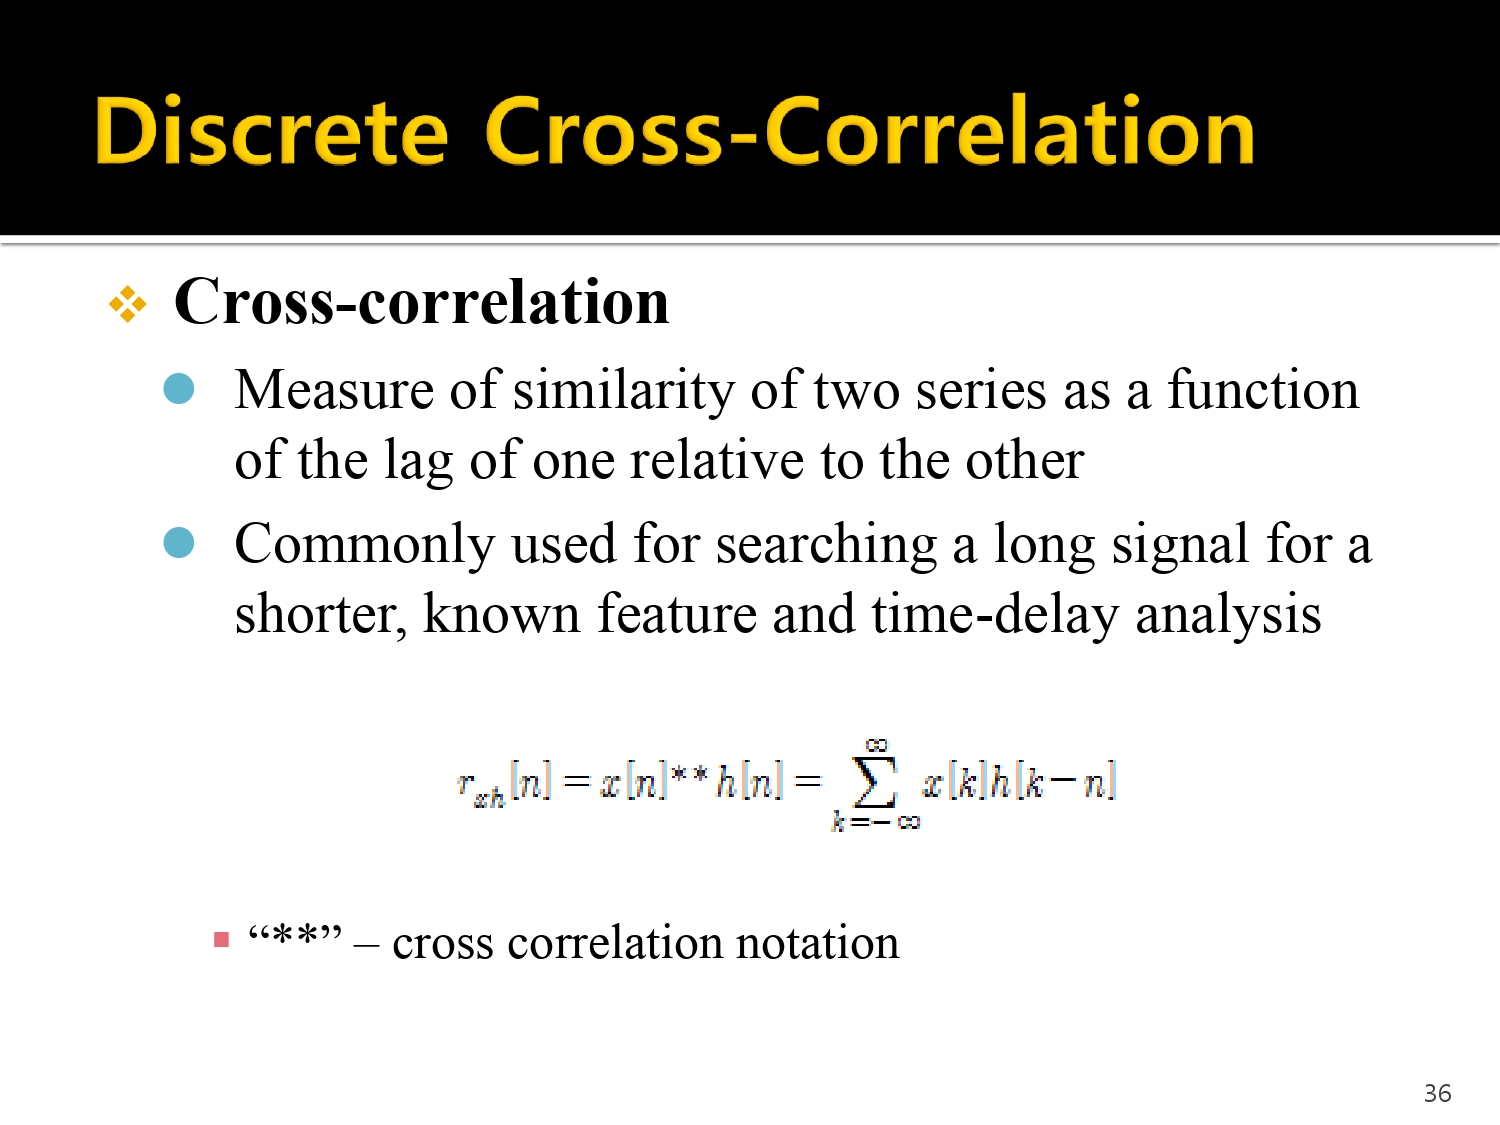 Discrete Cross-Correlation
❖ Cross-correlation
● Measure of similarity of two series as a function
of the lag of one relative to the other
● Commonly used for searching a long signal for a
shorter, known feature and time-delay analysis
r_{xh}[n] = x[n]**h[n] = \sum_{k=-∞}^{∞} x[k]h[k-n]
▪ “**” – cross correlation notation
36